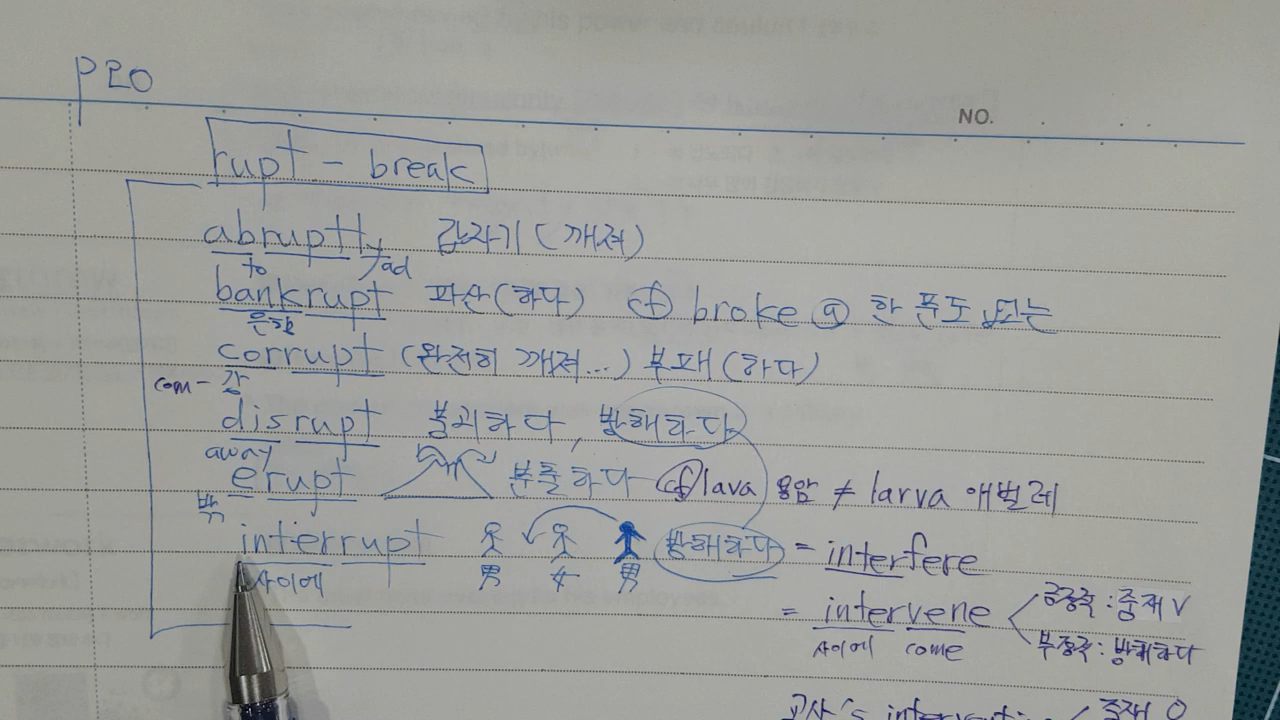 P20
NO.
rupt - break
abruptly 갑자기 (깨져)
to ad
bankrupt 파산(하다) cf broke ⓐ 한 푼도 없는
은행
corrupt (완전히 깨져...) 부패(하다)
com- 강
disrupt 붕괴하다, 방해하다
away
erupt 분출하다 cf lava 용암 ≠ larva 애벌레
밖
interrupt 男 女 男 방해하다 = interfere
사이에
= intervene 긍정적 : 중재 V
사이에 come 부정적 : 방해하다
교사's 중재 O